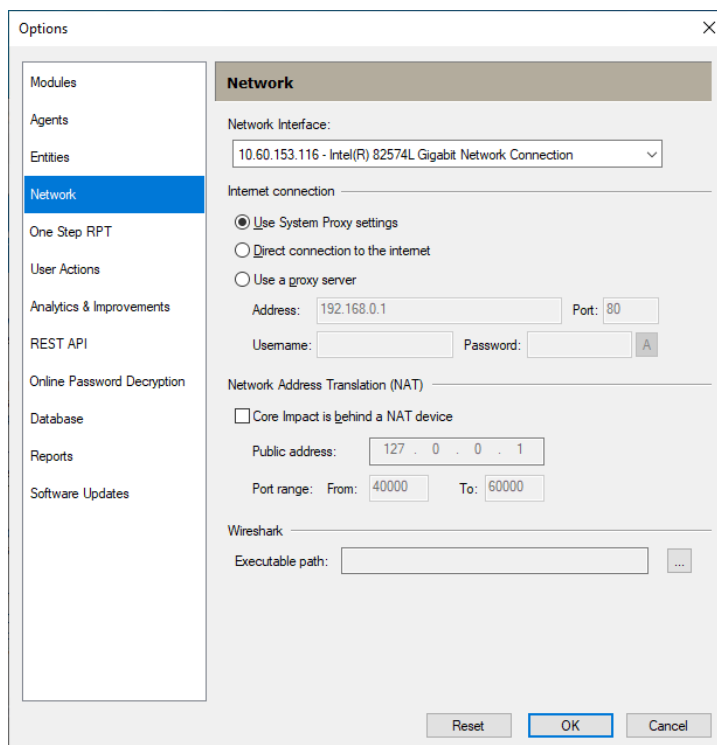 Options
Modules
Agents
Entities
Network
One Step RPT
User Actions
Analytics & Improvements
REST API
Online Password Decryption
Database
Reports
Software Updates
Network
Network Interface:
10.60.153.116 - Intel(R) 82574L Gigabit Network Connection
Internet connection
Use System Proxy settings
Direct connection to the internet
Use a proxy server
Address: 192.168.0.1 Port: 80
Username: Password: A
Network Address Translation (NAT)
Core Impact is behind a NAT device
Public address: 127 . 0 . 0 . 1
Port range: From: 40000 To: 60000
Wireshark
Executable path: ...
Reset OK Cancel